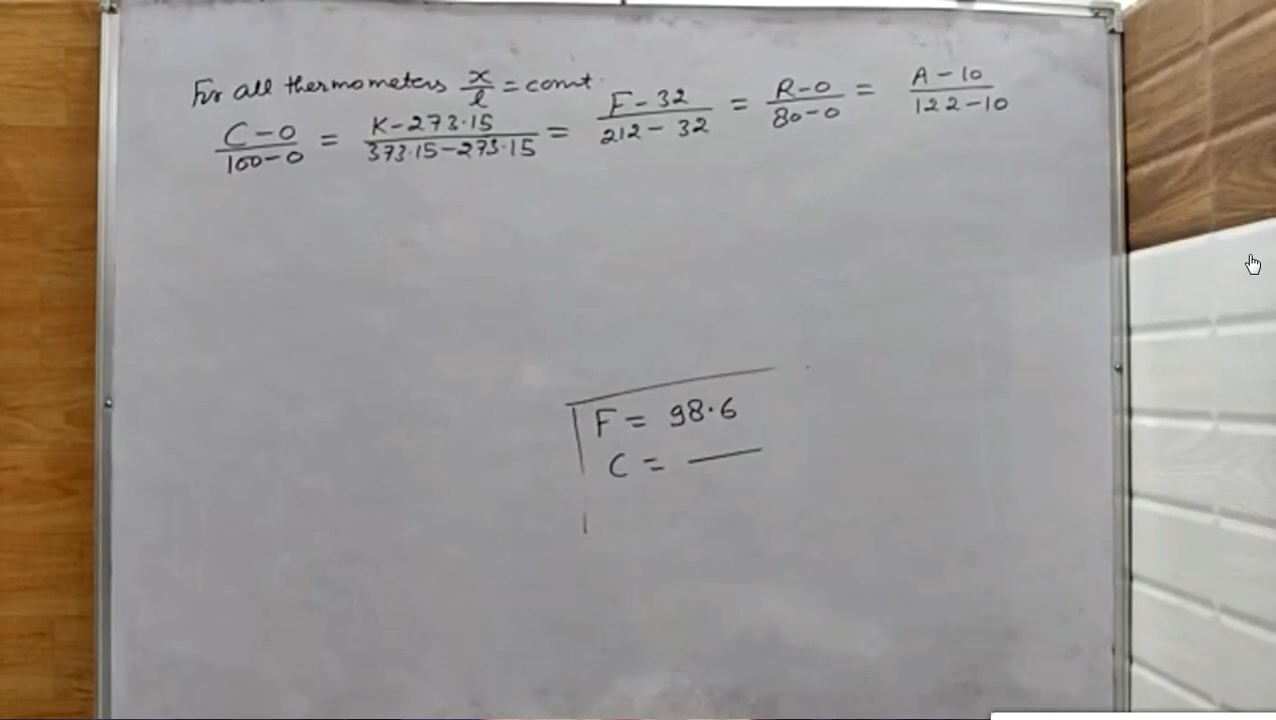 For all thermometers x/l = const.
C-0/100-0 = K-273.15/373.15-273.15 = F-32/212-32 = R-0/80-0 = A-10/122-10
F = 98.6
C = __